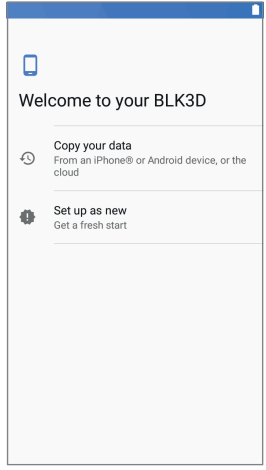 Welcome to your BLK3D
Copy your data
From an iPhone® or Android device, or the
cloud
Set up as new
Get a fresh start